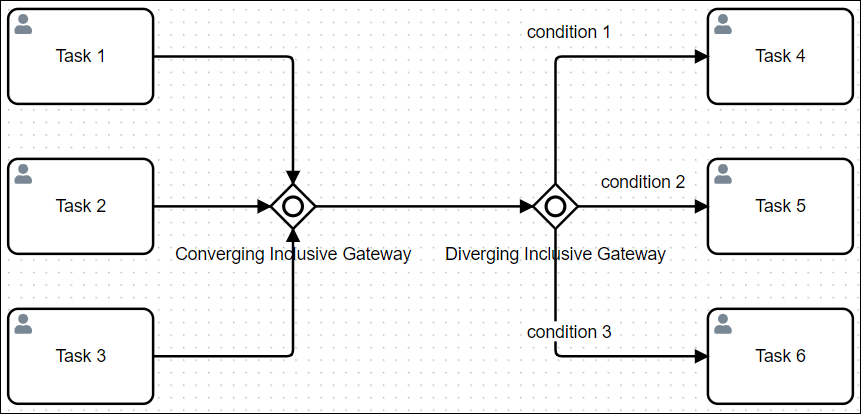 condition 1
Task 1
Task 4
condition 2
Task 2
Task 5
Converging Inclusive Gateway
Diverging Inclusive Gateway
condition 3
Task 3
Task 6